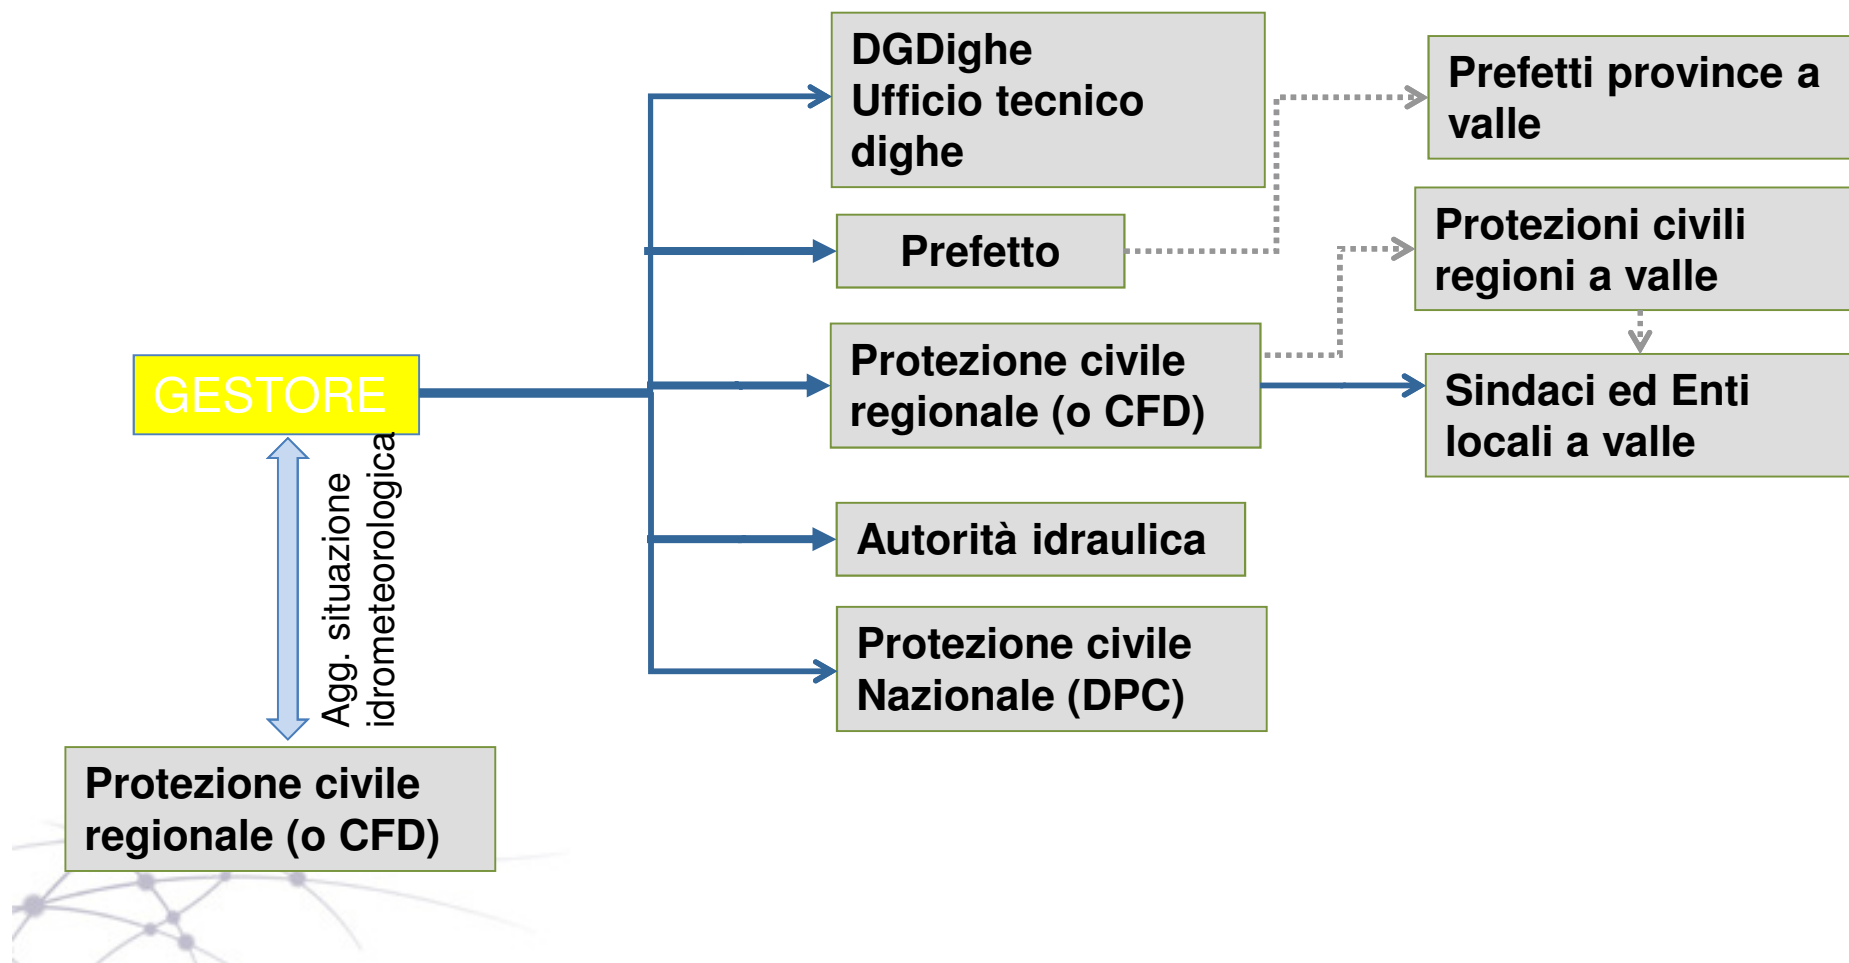 DGDighe
Ufficio tecnico
dighe
Prefetti province a
valle
Prefetto
Protezioni civili
regioni a valle
GESTORE
Protezione civile
regionale (o CFD)
Sindaci ed Enti
locali a valle
Agg. situazione
idrometeorologica
Autorità idraulica
Protezione civile
Nazionale (DPC)
Protezione civile
regionale (o CFD)